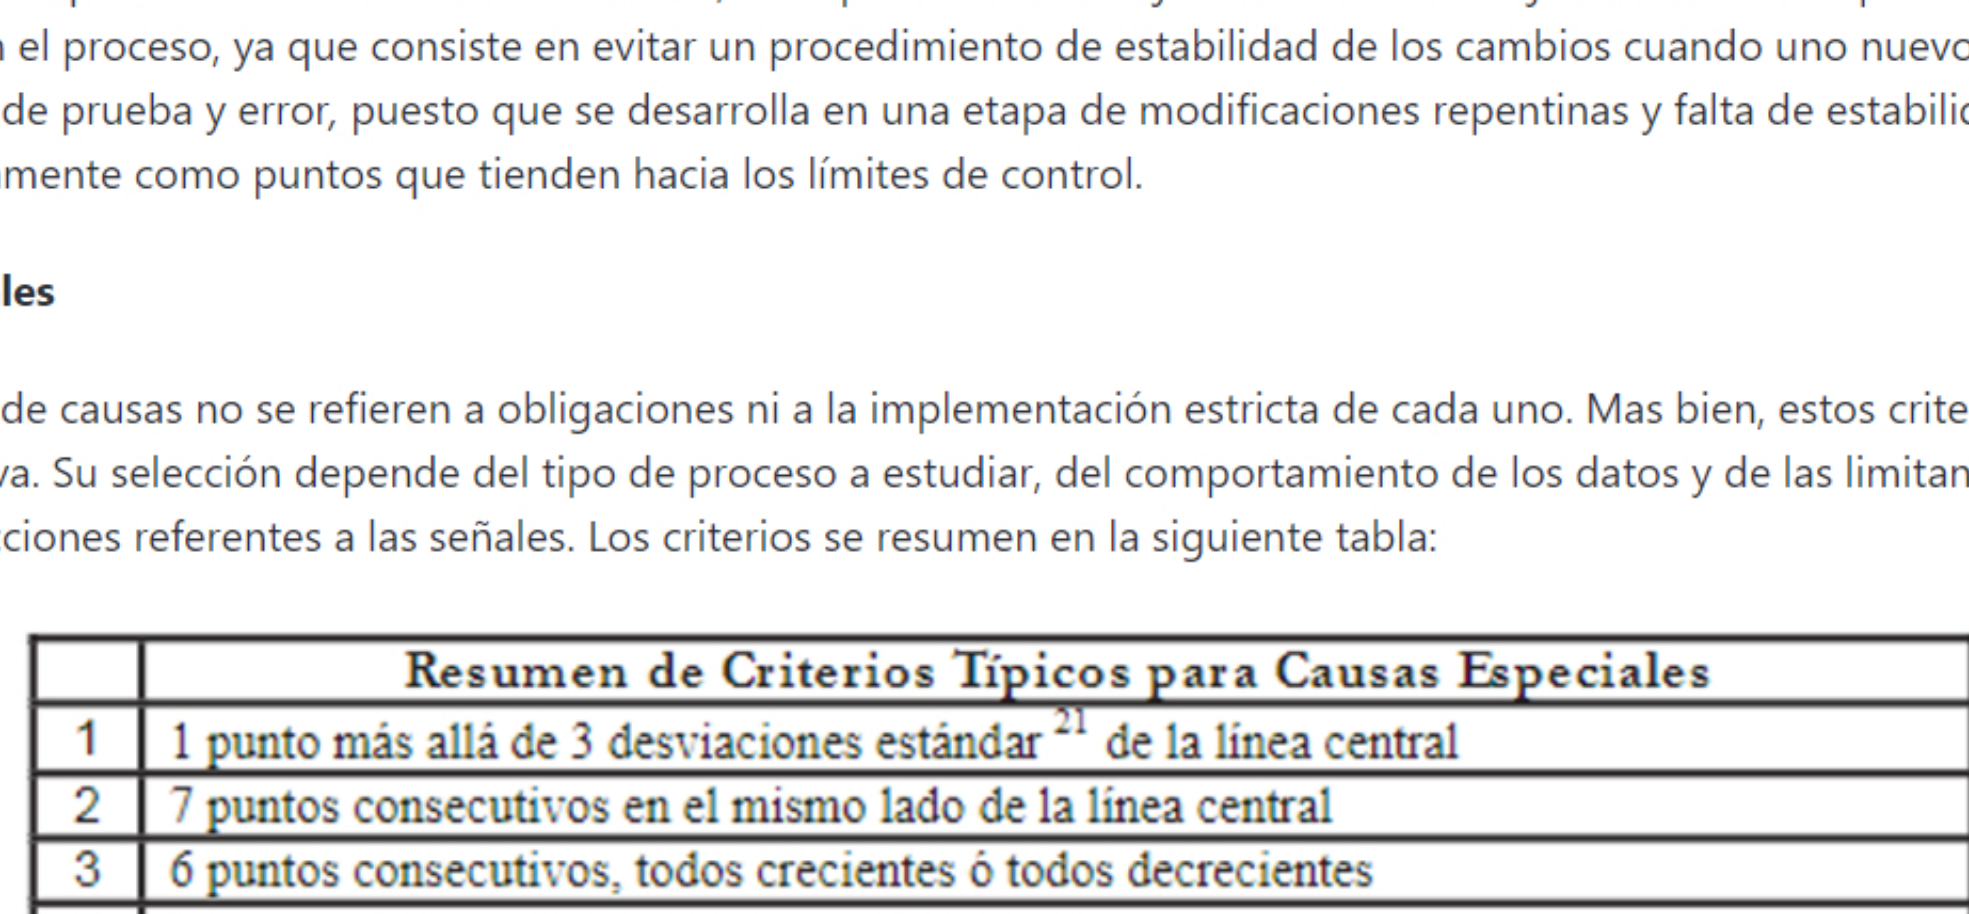 el proceso, ya que consiste en evitar un procedimiento de estabilidad de los cambios cuando uno nuevo
de prueba y error, puesto que se desarrolla en una etapa de modificaciones repentinas y falta de
como puntos que tienden hacia los límites de control.
de causas no se refieren a obligaciones ni a la implementación estricta de cada uno. Mas bien, estos
Su selección depende del tipo de proceso a estudiar, del comportamiento de los datos y de las
referentes a las señales. Los criterios se resumen en la siguiente tabla:
Resumen de Criterios Típicos para Causas Especiales
1 1 punto más allá de 3 desviaciones estándar 21 de la línea central
2 7 puntos consecutivos en el mismo lado de la línea central
3 6 puntos consecutivos, todos crecientes ó todos decrecientes